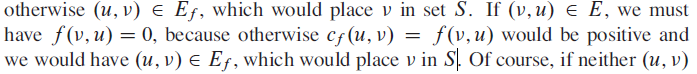 otherwise (u, v) ∈ E_f, which would place v in set S. If (v, u) ∈ E, we must
have f(v, u) = 0, because otherwise c_f(u, v) = f(v, u) would be positive and
we would have (u, v) ∈ E_f, which would place v in S. Of course, if neither (u, v)